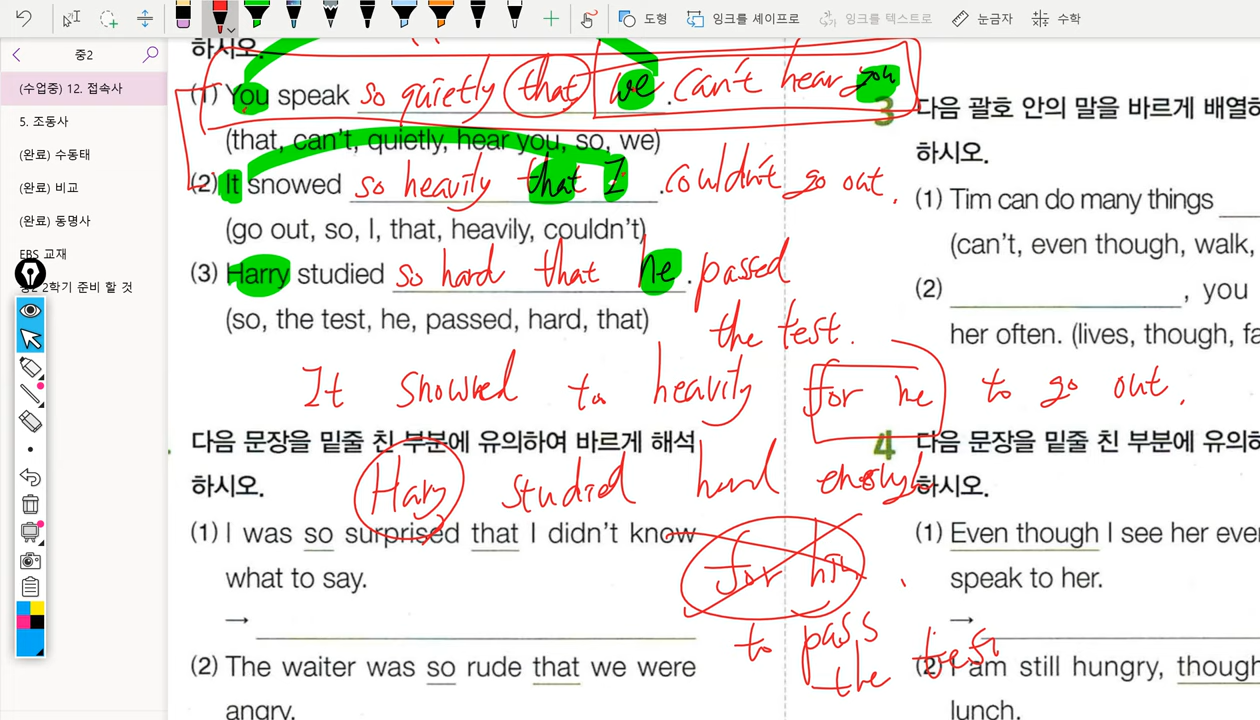 도형
잉크를 셰이프로
잉크를 텍스트로
눈금자
수학
중2
(수업중) 12. 접속사
5. 조동사
(완료) 수동태
(완료) 비교
(완료) 동명사
EBS 교재
2학기 준비 할 것
하시오.
(1) You speak so quietly that we can't hear you
(that, can't, quietly, hear you, so, we)
(2) It snowed so heavily that I couldn't go out.
(go out, so, I, that, heavily, couldn't)
(3) Harry studied so hard that he passed
the test.
(so, the test, he, passed, hard, that)
It snowed to heavily for he to go out.
다음 문장을 밑줄 친 부분에 유의하여 바르게 해석
하시오.
Harry studied hard enough
for him
to pass
the test
(1) I was so surprised that I didn't know
what to say.
→
(2) The waiter was so rude that we were
angry.
3 다음 괄호 안의 말을 바르게 배열하
하시오.
(1) Tim can do many things
(can't, even though, walk,
(2) , you
her often. (lives, though, fa
4 다음 문장을 밑줄 친 부분에 유의하
하시오.
(1) Even though I see her ever
speak to her.
→
(2) I am still hungry, though
lunch.